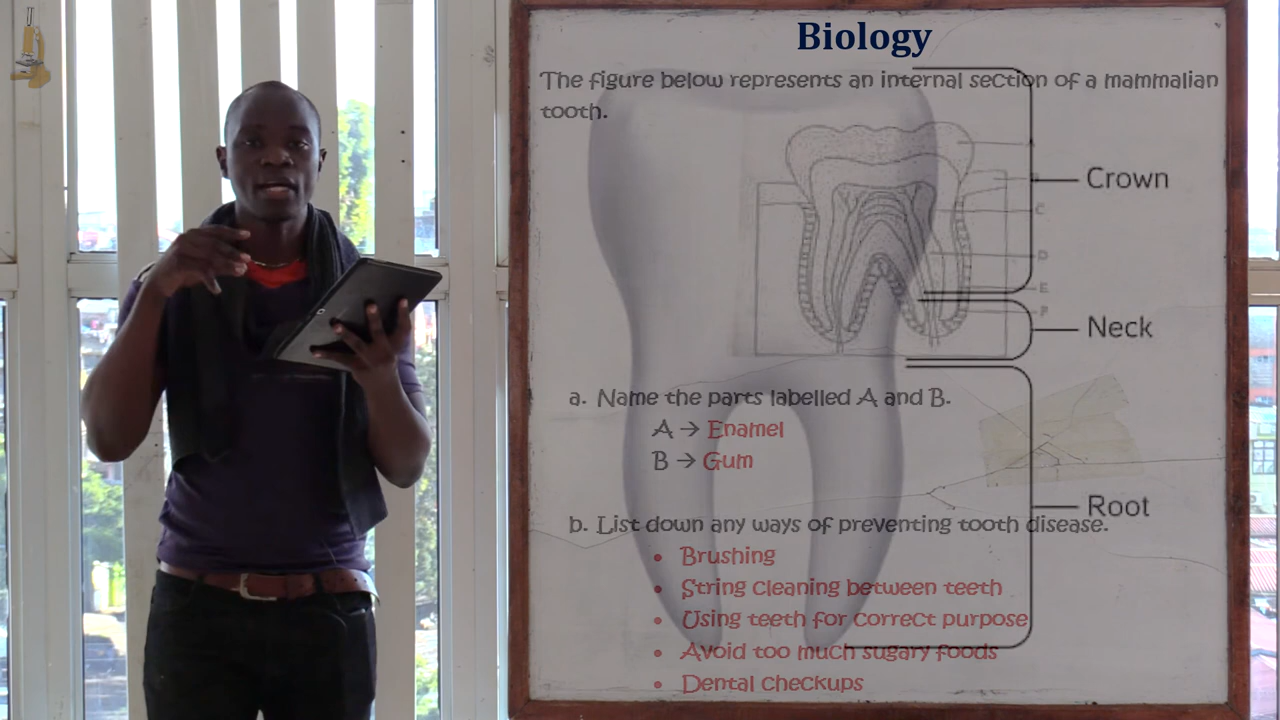 Biology
The figure below represents an internal section of a mammalian
tooth.
Crown
C
D
E
F
Neck
a. Name the parts labelled A and B.
A → Enamel
B → Gum
Root
b. List down any ways of preventing tooth disease.
• Brushing
• String cleaning between teeth
• Using teeth for correct purpose
• Avoid too much sugary foods
• Dental checkups